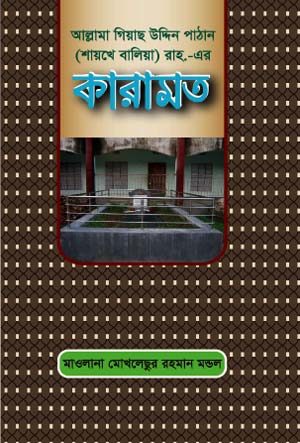 আল্লামা গিয়াছ উদ্দিন পাঠান
(শায়খে বালিয়া) রাহ.-এর
কারামত
মাওলানা মোখলেছুর রহমান মন্ডল